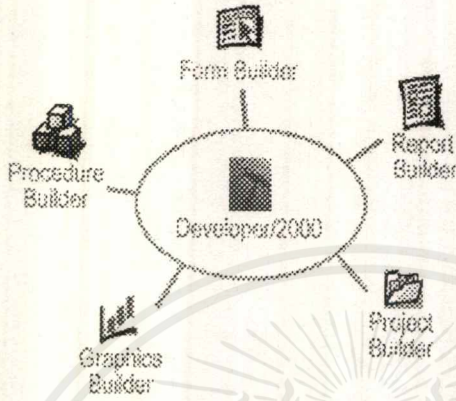 Form Builder
Report
Builder
Procedure
Builder
Developer/2000
Project
Builder
Graphics
Builder